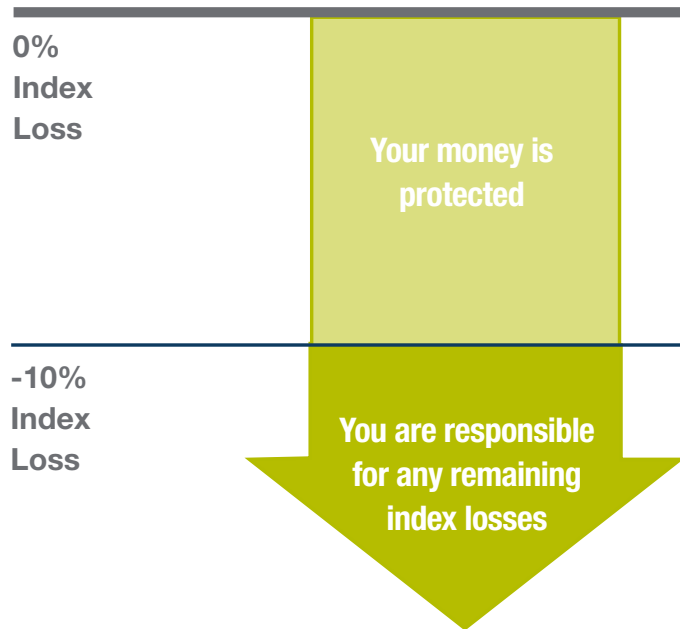 0%
Index
Loss
Your money is
protected
-10%
Index
Loss
You are responsible
for any remaining
index losses